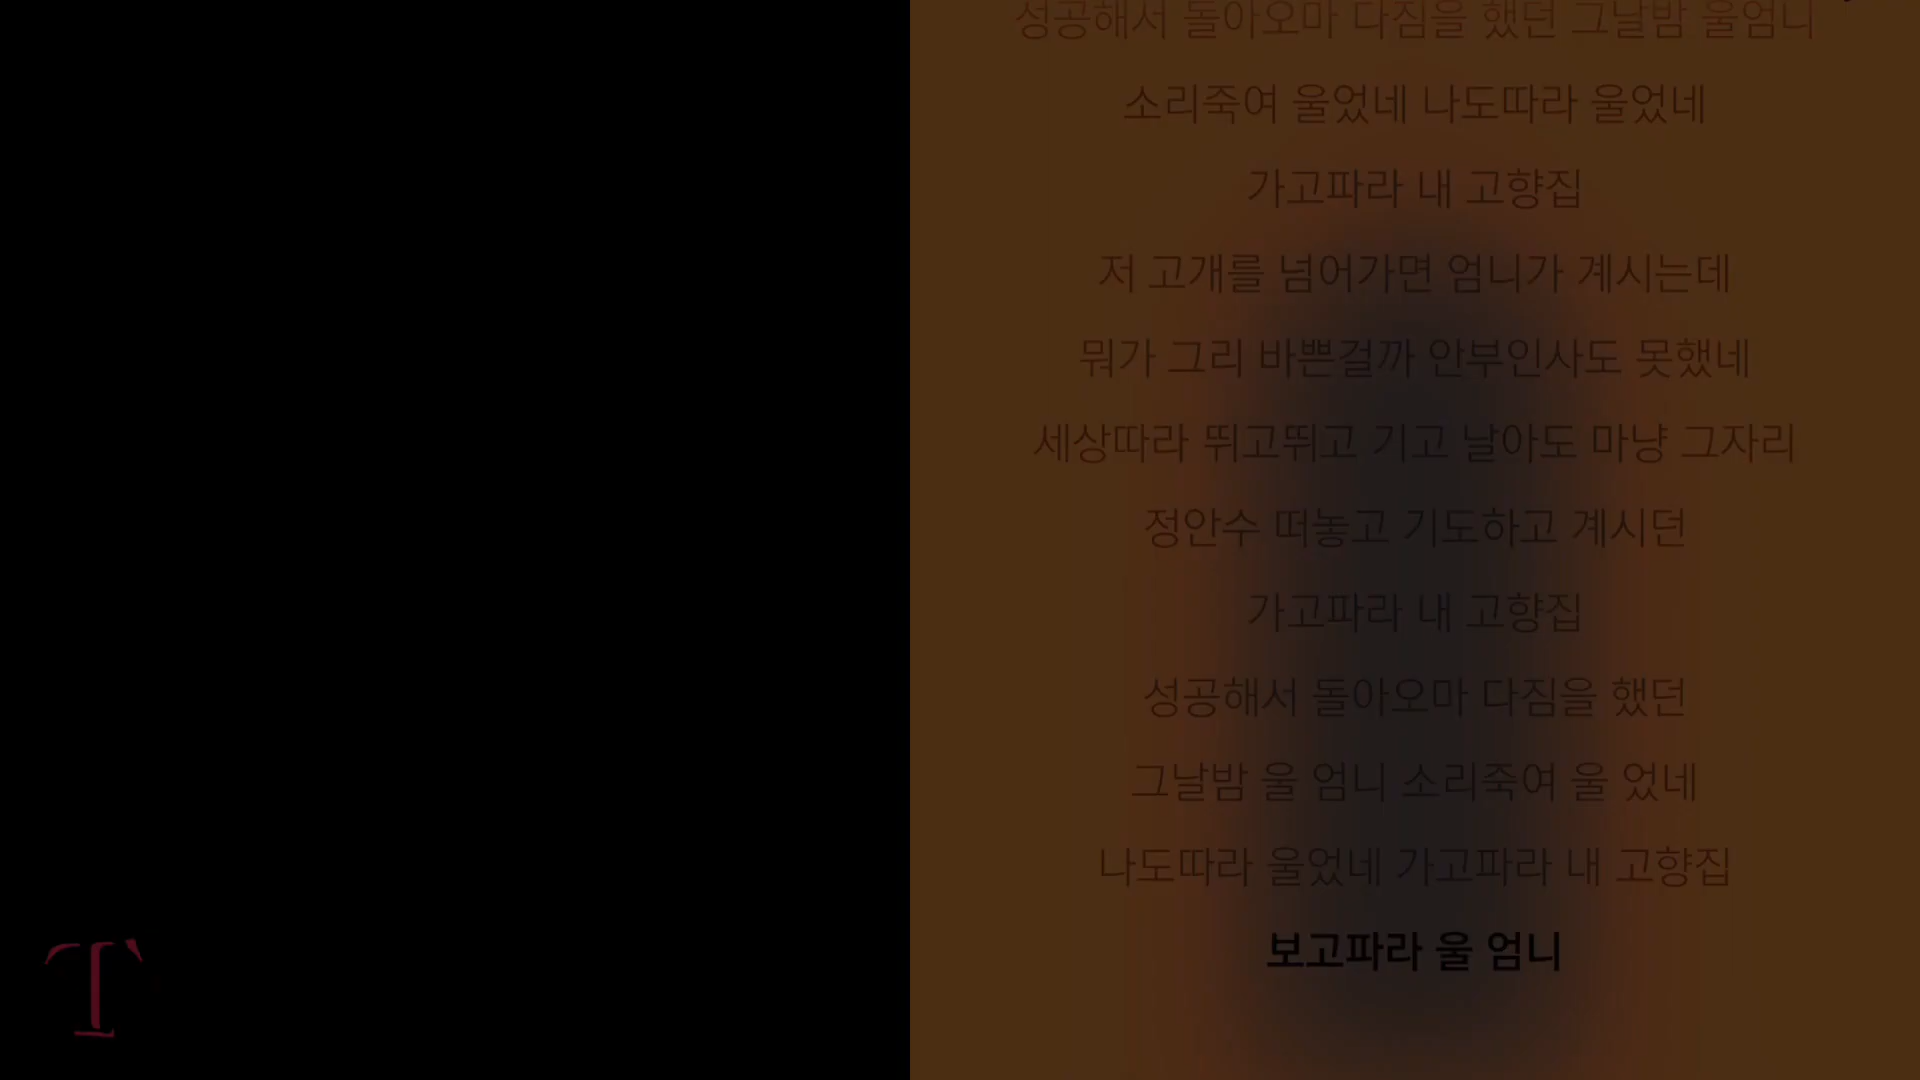 성공해서 돌아오마 다짐을 했던 그날밤 울엄니
소리죽여 울었네 나도따라 울었네
가고파라 내 고향집
저 고개를 넘어가면 엄니가 계시는데
뭐가 그리 바쁜걸까 안부인사도 못했네
세상따라 뛰고뛰고 기고 날아도 마냥 그자리
정안수 떠놓고 기도하고 계시던
가고파라 내 고향집
성공해서 돌아오마 다짐을 했던
그날밤 울 엄니 소리죽여 울 었네
나도따라 울었네 가고파라 내 고향집
보고파라 울 엄니
T